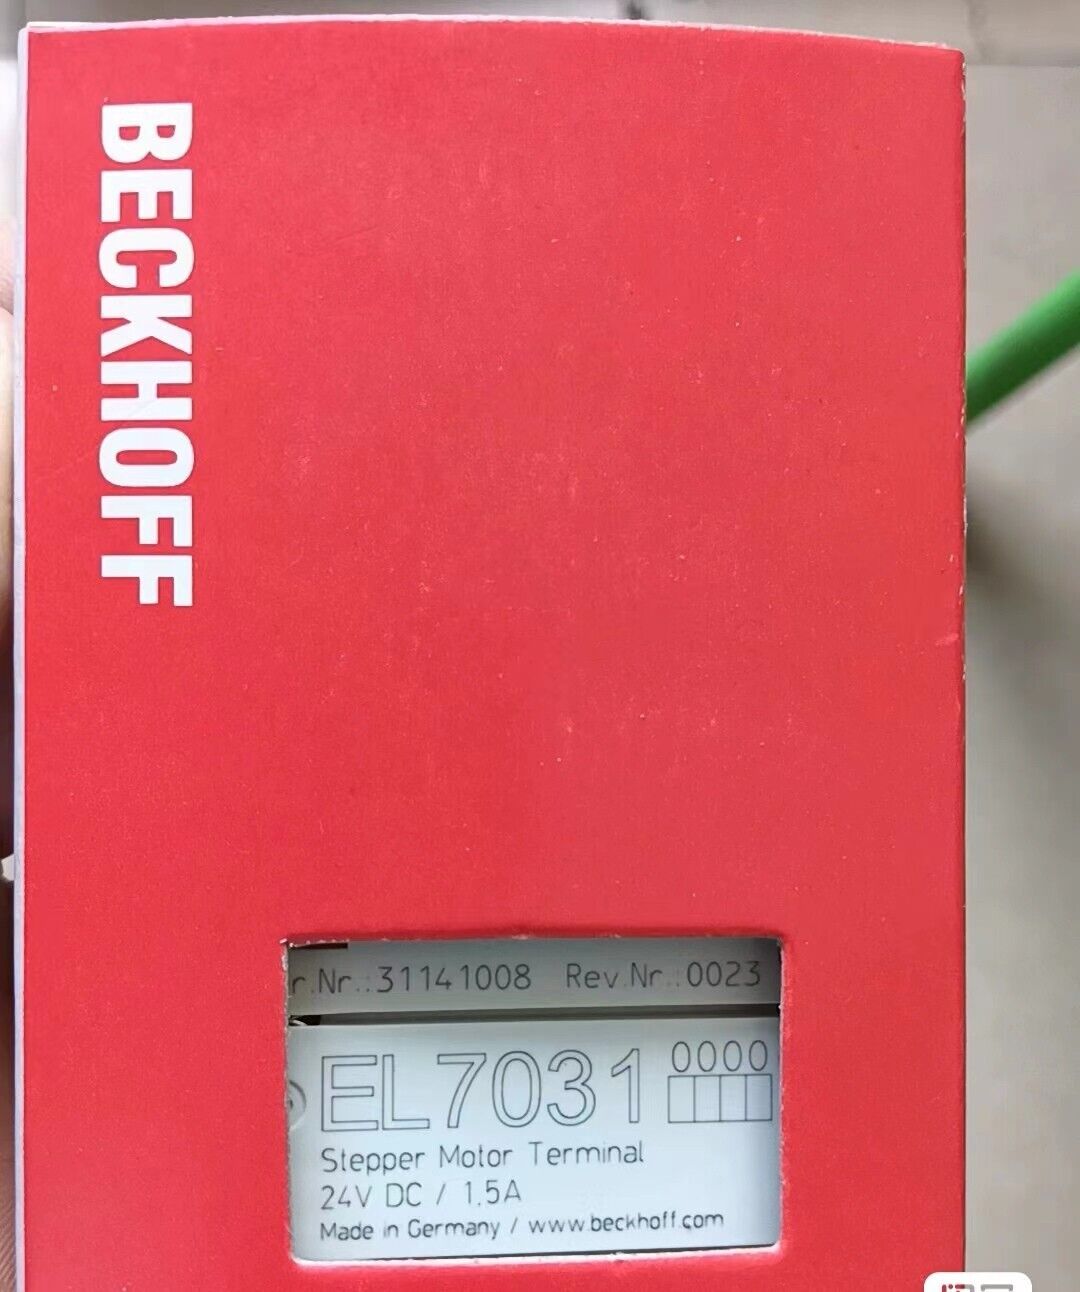 BECKHOFF
r.Nr.:31141008 Rev.Nr.:0023
EL7031 0000
Stepper Motor Terminal
24V DC / 1.5A
Made in Germany / www.beckhoff.com